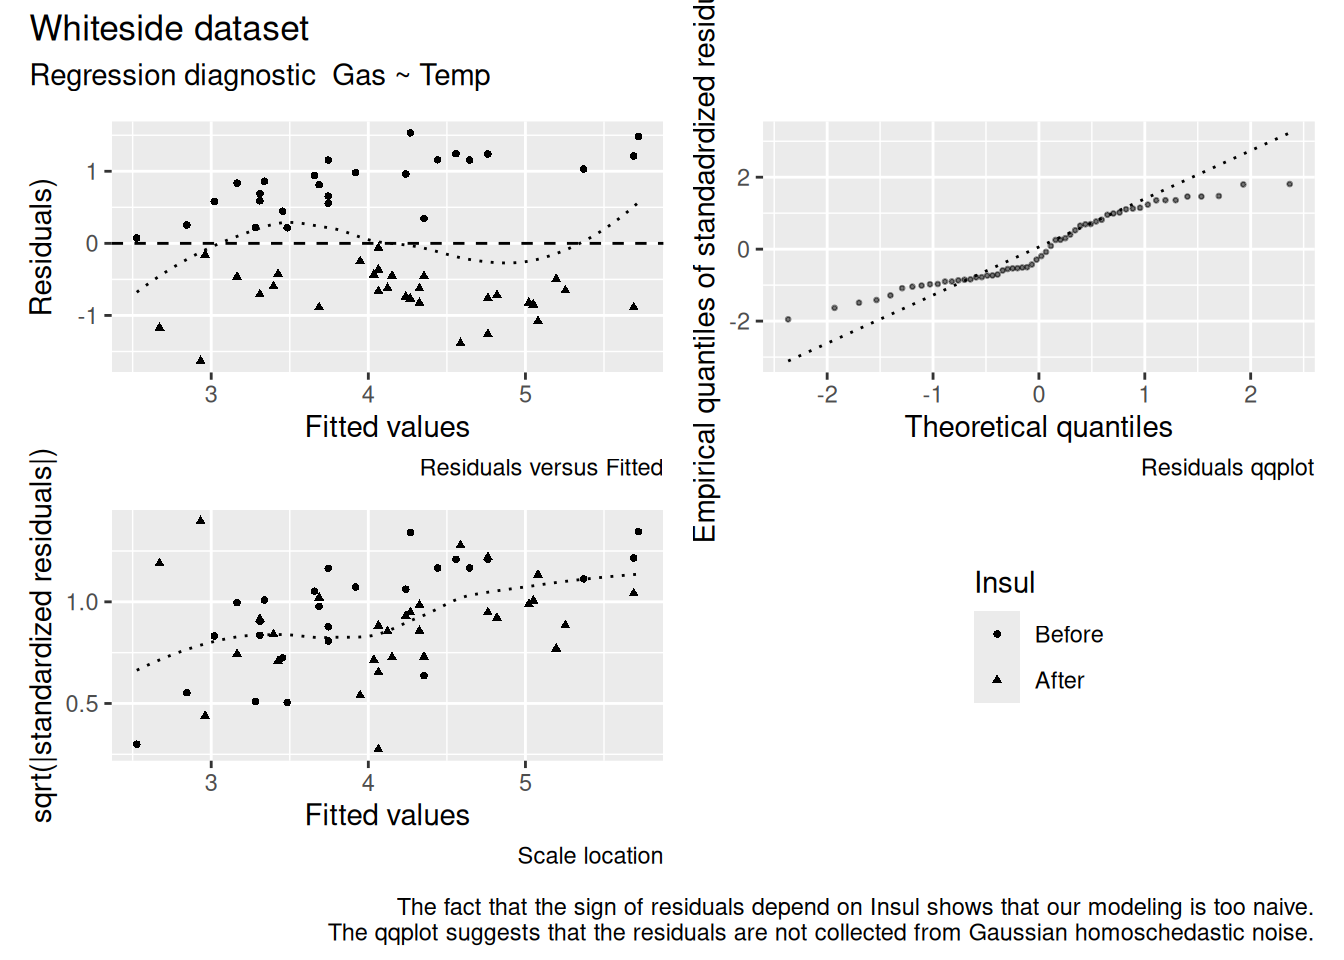 Whiteside dataset
Regression diagnostic  Gas ~ Temp
Residuals)
1
0
-1
3
4
5
Fitted values
Residuals versus Fitted
Empirical quantiles of standadrdized
2
0
-2
-2
-1
0
1
2
Theoretical quantiles
Residuals qqplot
sqrt(|standardized residuals|)
1.0
0.5
3
4
5
Fitted values
Scale location
Insul
Before
After
The fact that the sign of residuals depend on Insul shows that our modeling is too naive.
The qqplot suggests that the residuals are not collected from Gaussian homoschedastic noise.